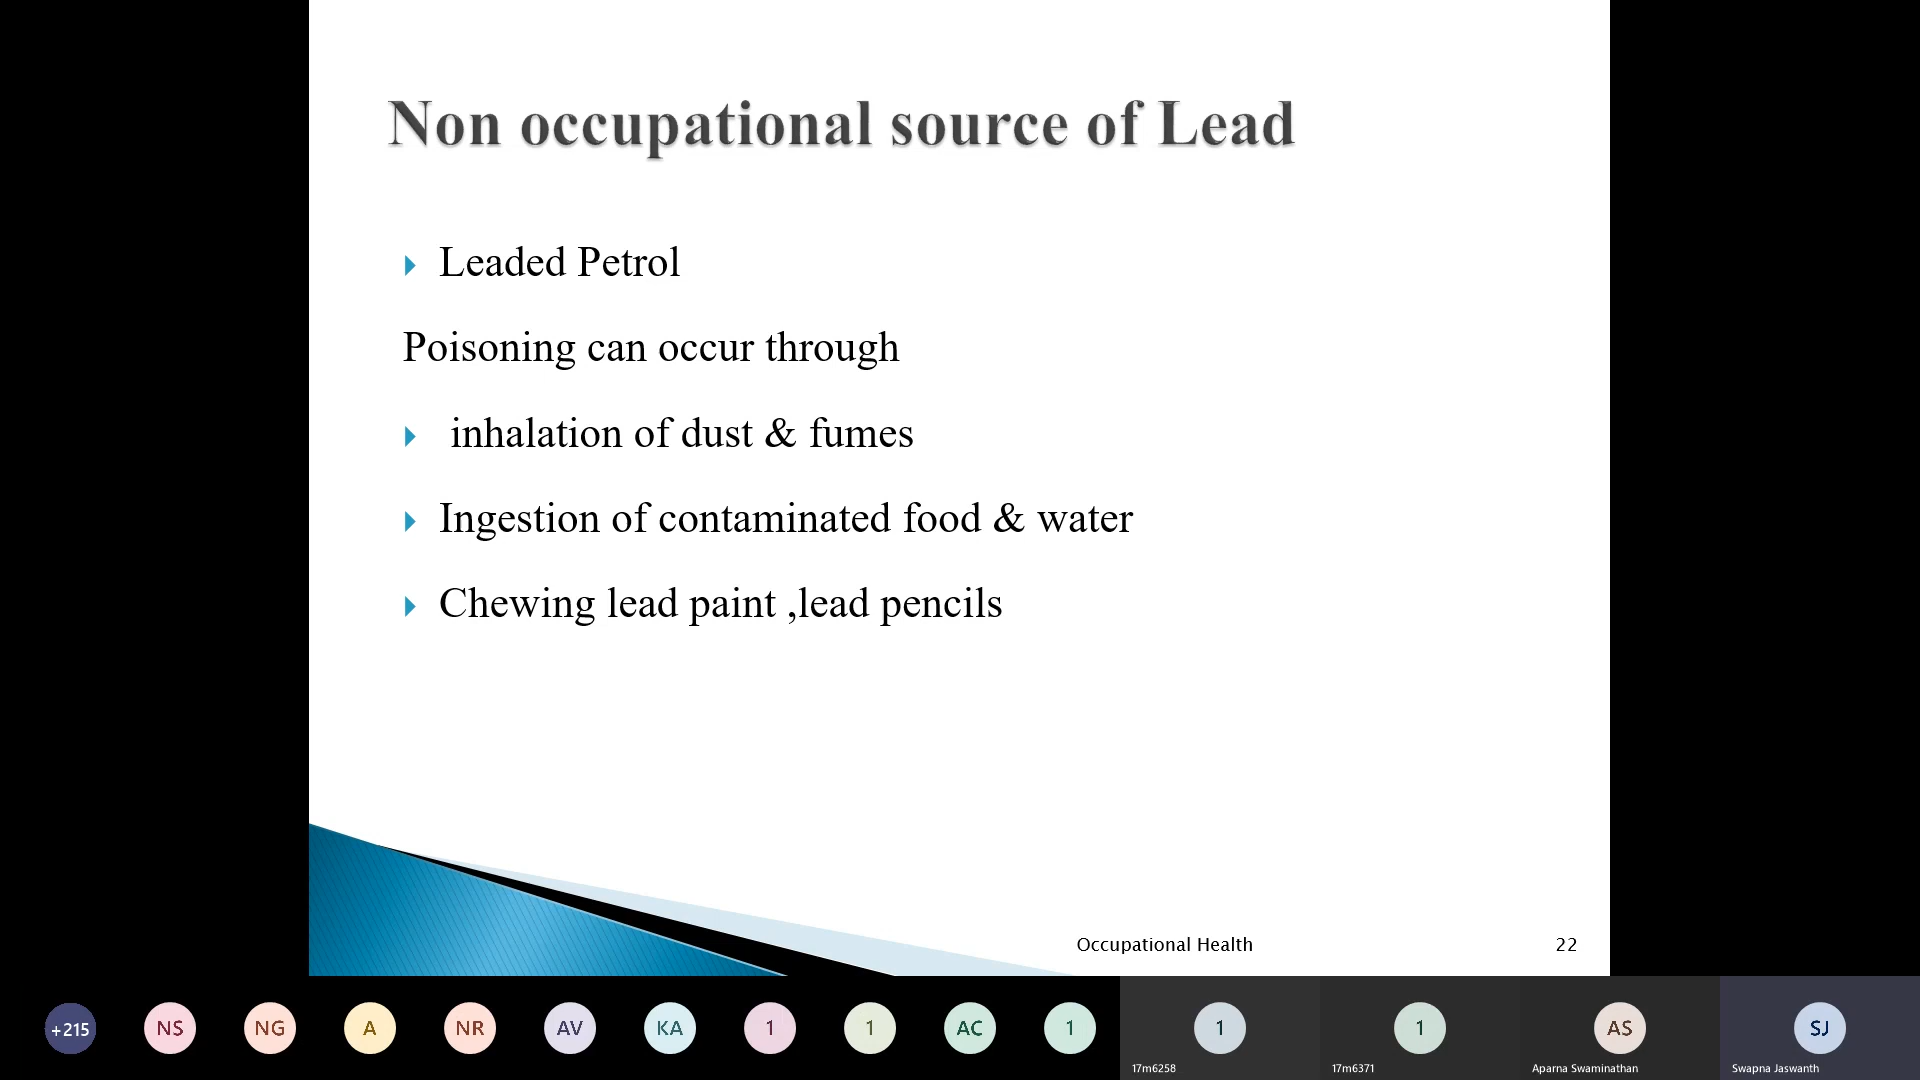 Non occupational source of Lead
Leaded Petrol
Poisoning can occur through
inhalation of dust & fumes
Ingestion of contaminated food & water
Chewing lead paint ,lead pencils
Occupational Health
22
+215
NS
NG
A
NR
AV
KA
1
1
AC
1
1
17m6258
1
17m6371
AS
Aparna Swaminathan
SJ
Swapna Jaswanth